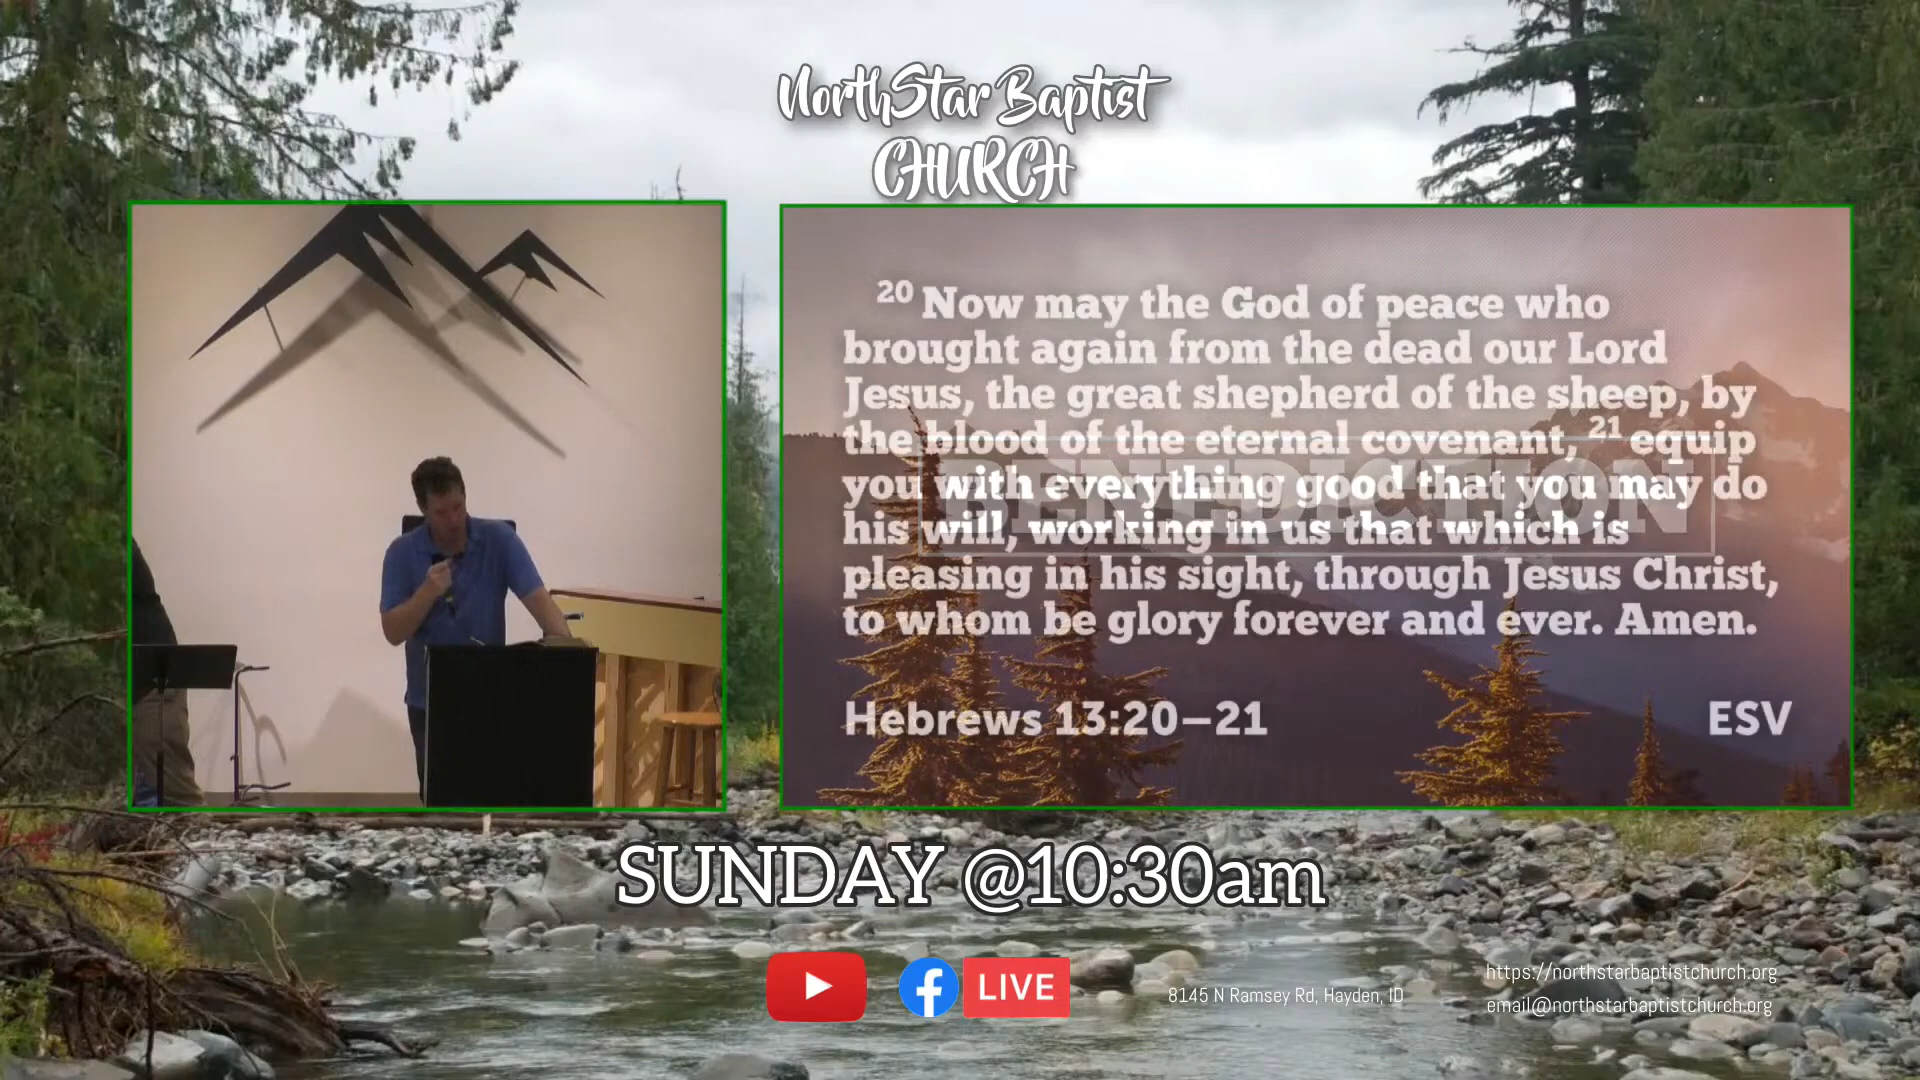 NorthStar Baptist
CHURCH
20 Now may the God of peace who
brought again from the dead our Lord
Jesus, the great shepherd of the sheep, by
the blood of the eternal covenant, 21 equip
you with everything good that you may do
his will, working in us that which is
pleasing in his sight, through Jesus Christ,
to whom be glory forever and ever. Amen.
BENEDICTION
Hebrews 13:20–21
ESV
SUNDAY @10:30am
LIVE
8145 N Ramsey Rd, Hayden, ID
https://northstarbaptistchurch.org
email@northstarbaptistchurch.org